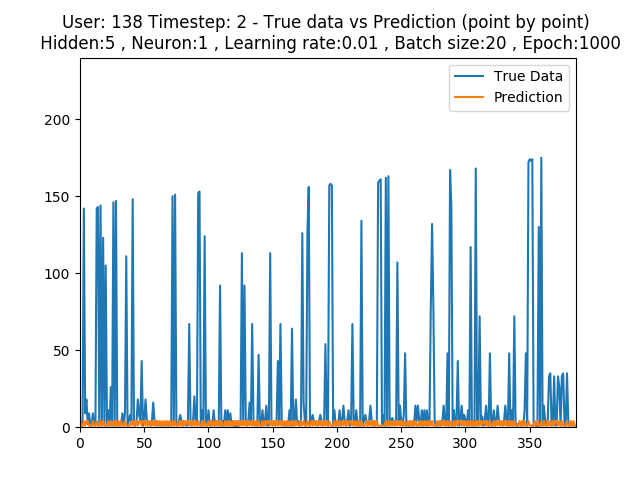 User: 138 Timestep: 2 - True data vs Prediction (point by point)
Hidden:5 , Neuron:1 , Learning rate:0.01 , Batch size:20 , Epoch:1000
True Data
Prediction
200
150
100
50
0
0 50 100 150 200 250 300 350